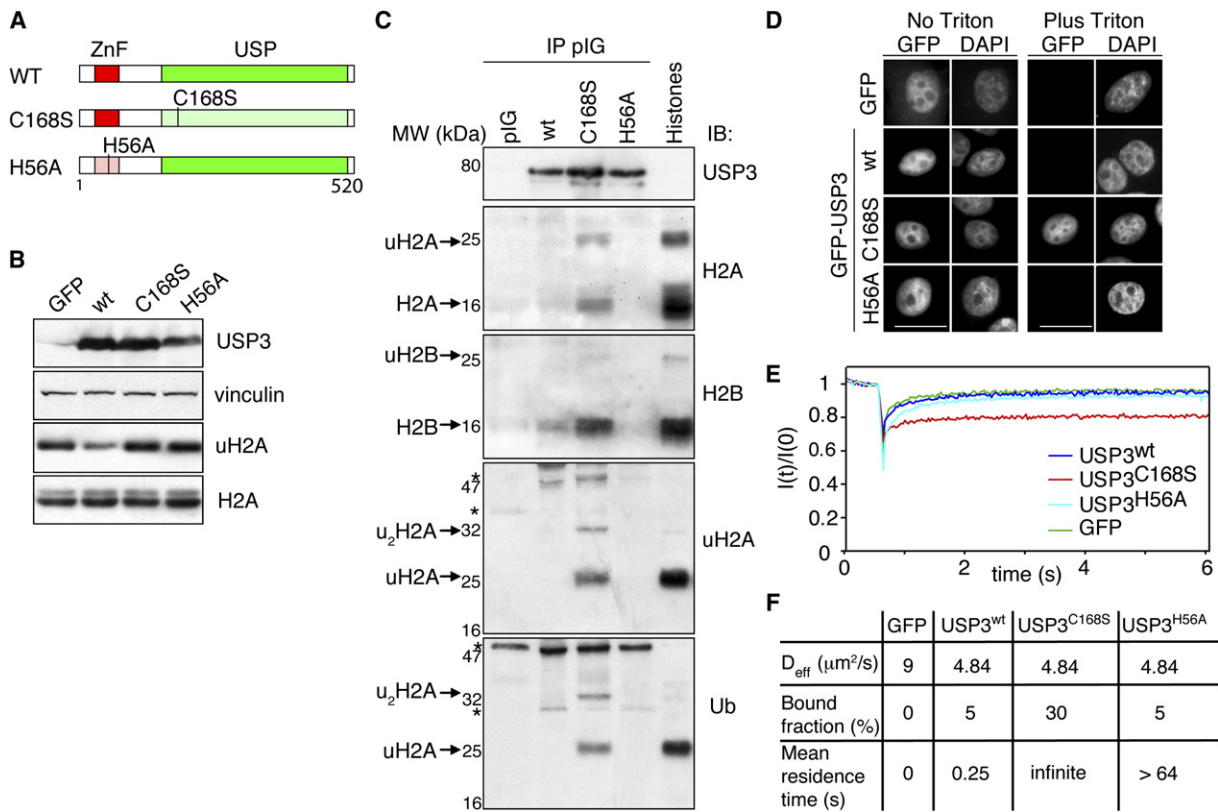 A
ZnF
USP
WT
C168S
C168S
H56A
H56A
1
520
B
GFP
wt
C168S
H56A
USP3
vinculin
uH2A
H2A
C
IP pIG
MW (kDa)
pIG
wt
C168S
H56A
Histones
IB:
80
USP3
uH2A
25
H2A
16
H2A
uH2B
25
H2B
16
H2B
*
47
*
u2H2A
32
uH2A
25
16
uH2A
*
47
u2H2A
32
*
uH2A
25
16
Ub
D
No Triton
Plus Triton
GFP
DAPI
GFP
DAPI
GFP
GFP-USP3
wt
C168S
H56A
E
I(t)/I(0)
1
0.8
0.6
0.4
0.2
0
0
2
4
6
time (s)
USP3wt
USP3C168S
USP3H56A
GFP
F
GFP USP3wt USP3C168S USP3H56A
Deff (μm²/s) 9 4.84 4.84 4.84
Bound
fraction (%) 0 5 30 5
Mean
residence
time (s) 0 0.25 infinite > 64